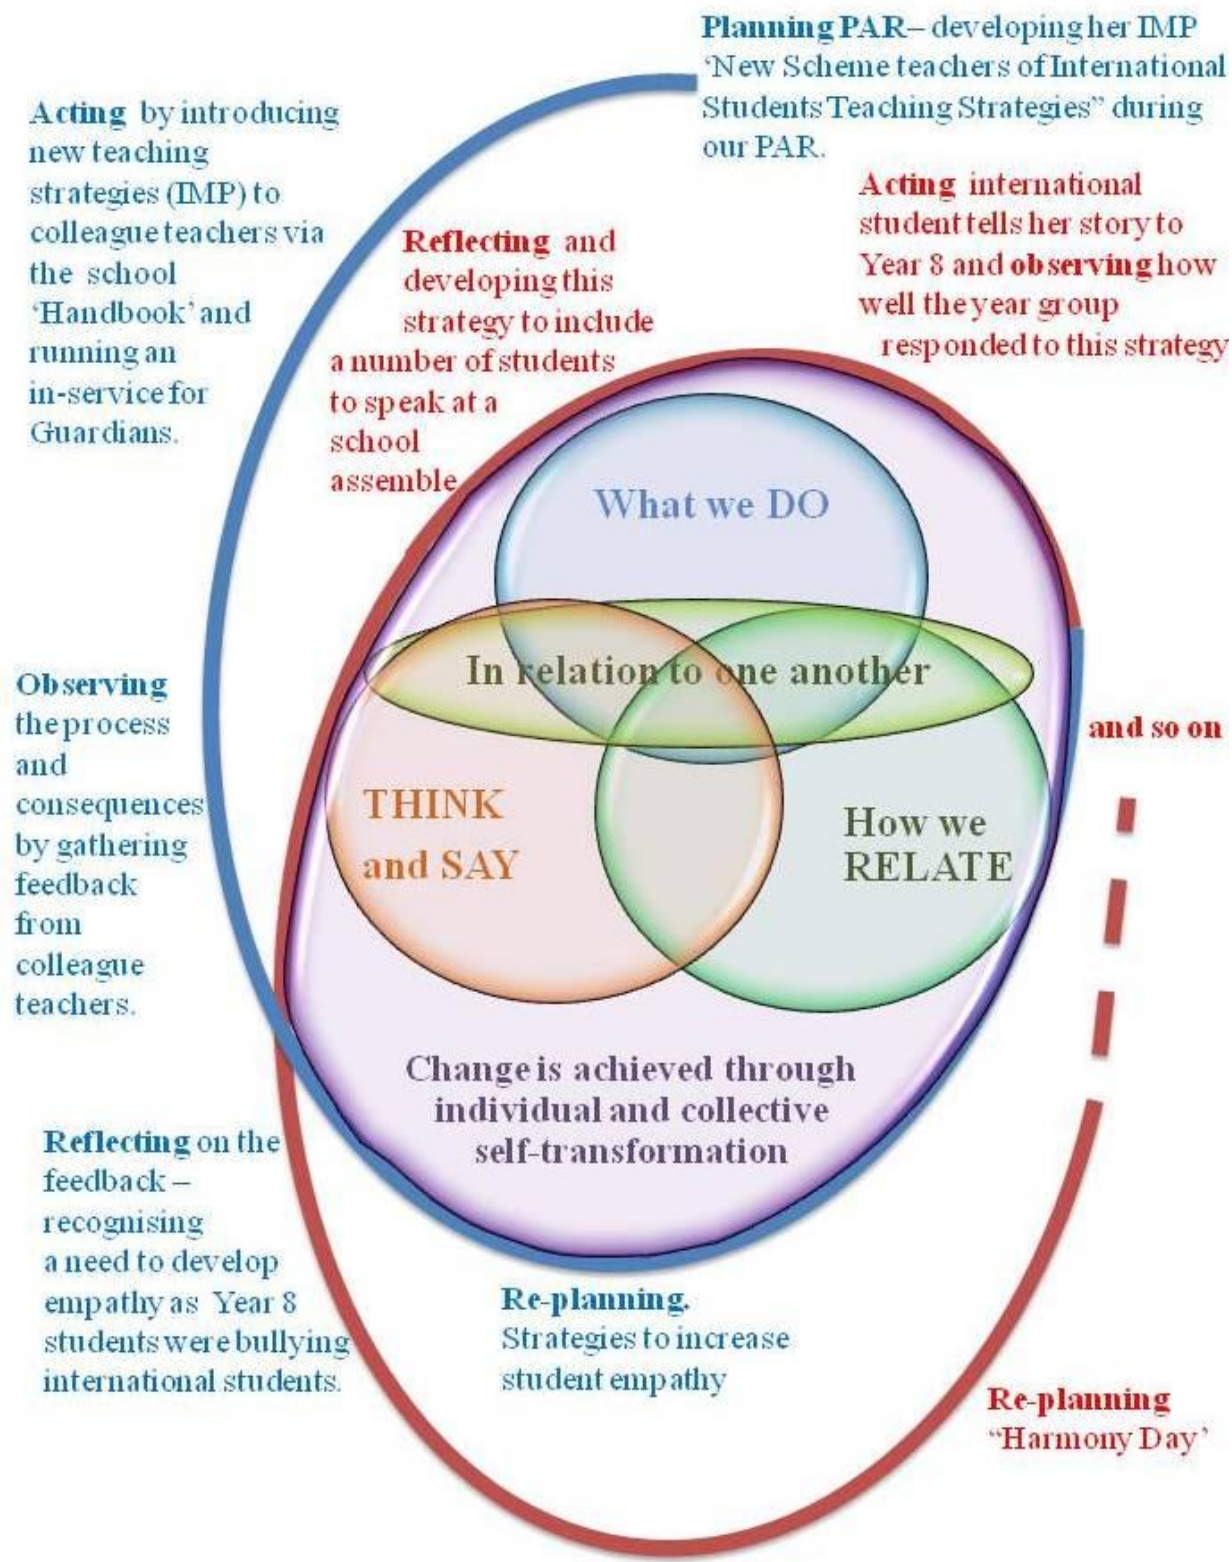 Planning PAR– developing her IMP
‘New Scheme teachers of International
Students Teaching Strategies” during
our PAR.
Acting by introducing
new teaching
strategies (IMP) to
colleague teachers via
the school
‘Handbook’ and
running an
in-service for
Guardians.
Observing
the process
and
consequences
by gathering
feedback
from
colleague
teachers.
Reflecting on the
feedback –
recognising
a need to develop
empathy as Year 8
students were bullying
international students.
Re-planning.
Strategies to increase
student empathy
Acting international
student tells her story to
Year 8 and observing how
well the year group
responded to this strategy
Reflecting and
developing this
strategy to include
a number of students
to speak at a
school
assemble
Re-planning
“Harmony Day’
and so on
What we DO
In relation to one another
THINK
and SAY
How we
RELATE
Change is achieved through
individual and collective
self-transformation